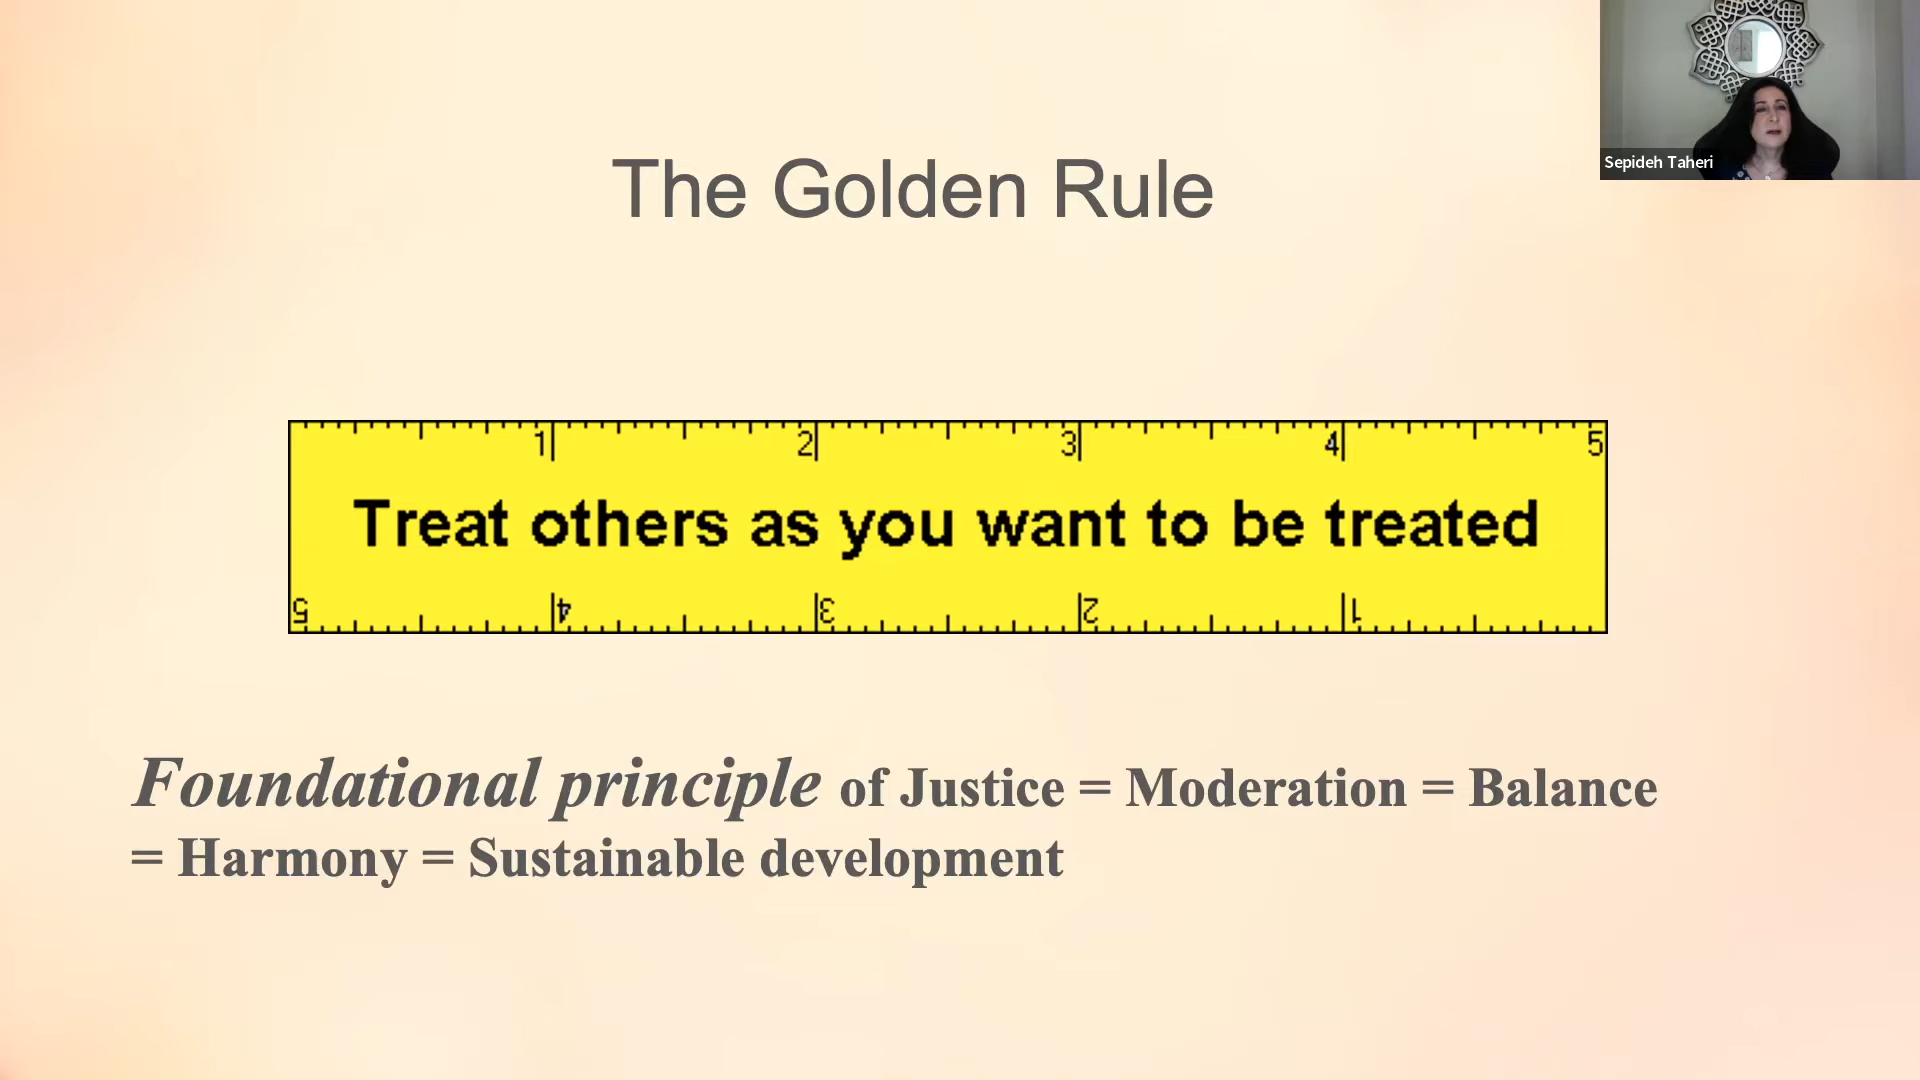 Sepideh Taheri
The Golden Rule
1 2 3 4 5
Treat others as you want to be treated
5 4 3 2 1
Foundational principle of Justice = Moderation = Balance
= Harmony = Sustainable development